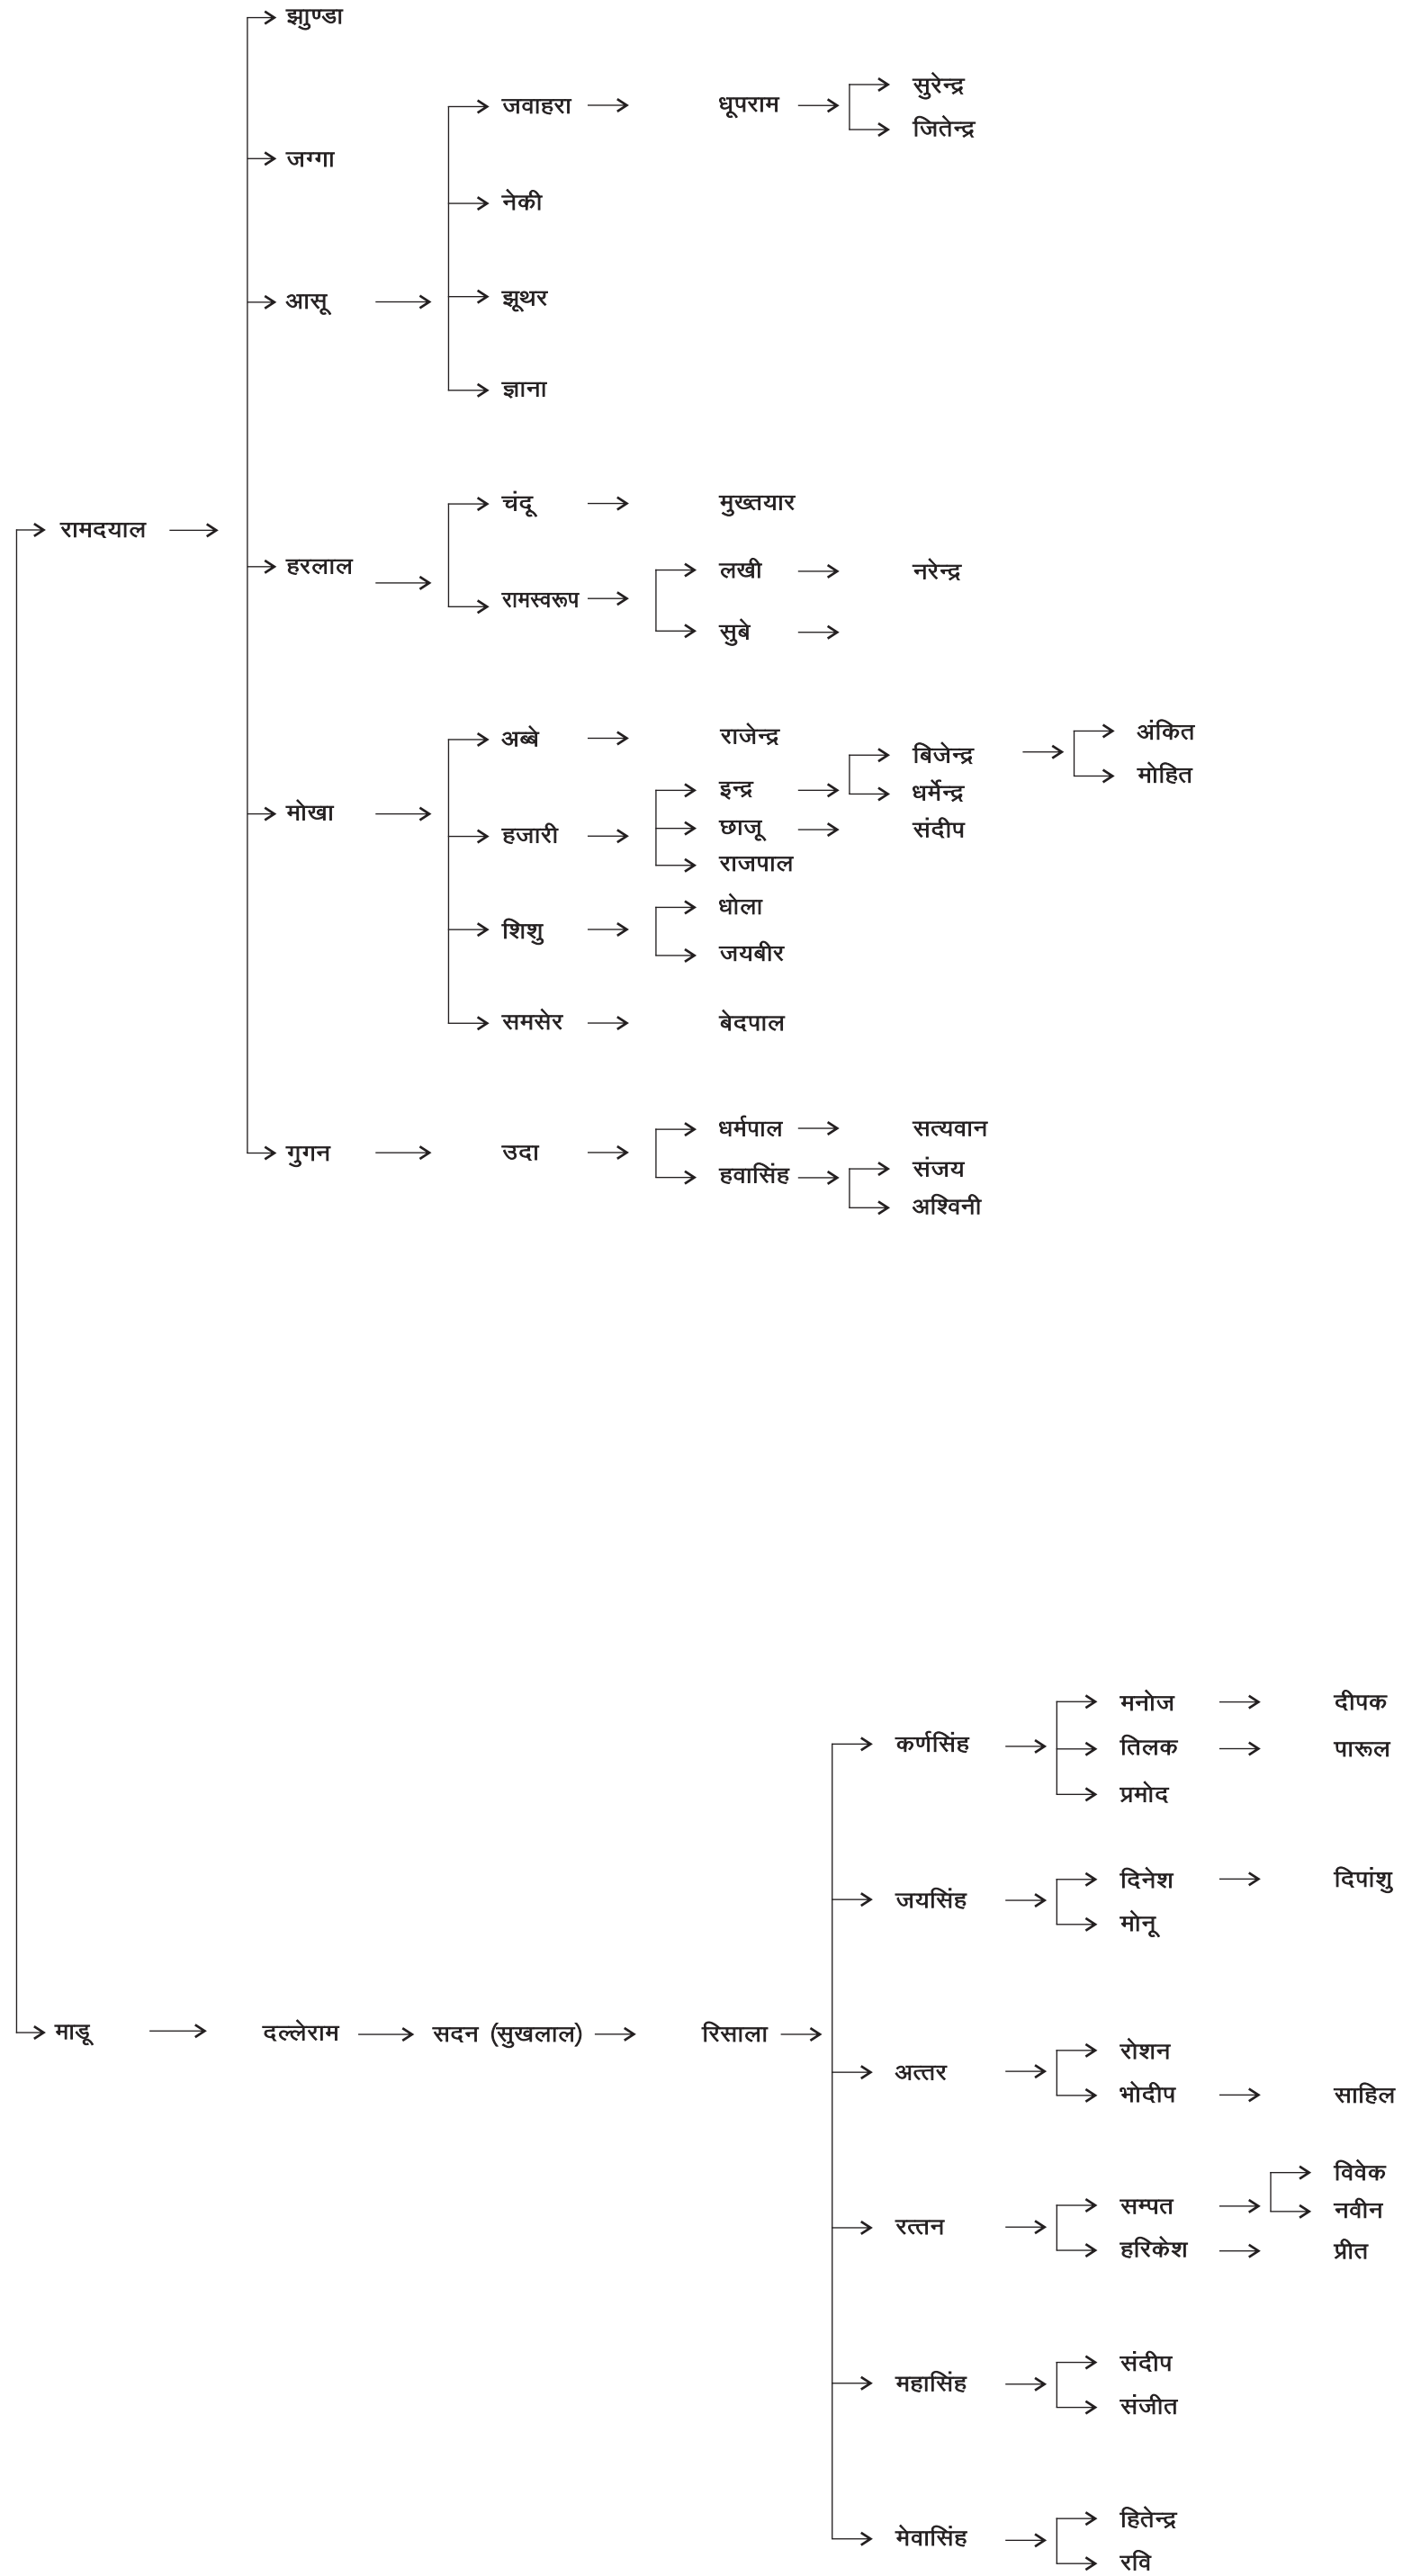 झाुण्डा
जवाहरा
धूपराम
सुरेन्द्र
जितेन्द्र
जग्गा
नेकी
आसू
झूथर
ज्ञाना
चंदू
मुख्तयार
रामदयाल
हरलाल
रामस्वरूप
लखी
नरेन्द्र
सुबे
अब्बे
राजेन्द्र
बिजेन्द्र
अंकित
मोहित
मोखा
हजारी
इन्द्र
धर्मेन्द्र
छाजू
संदीप
राजपाल
शिशु
धोला
जयबीर
समसेर
बेदपाल
गुगन
उदा
धर्मपाल
सत्यवान
हवासिंह
संजय
अश्विनी
कर्णसिंह
मनोज
दीपक
तिलक
पारूल
प्रमोद
जयसिंह
दिनेश
दिपांशु
मोनू
माडू
दल्लेराम
सदन (सुखलाल)
रिसाला
अत्तर
रोशन
भोदीप
साहिल
रत्तन
सम्पत
विवेक
नवीन
हरिकेश
प्रीत
महासिंह
संदीप
संजीत
मेवासिंह
हितेन्द्र
रवि